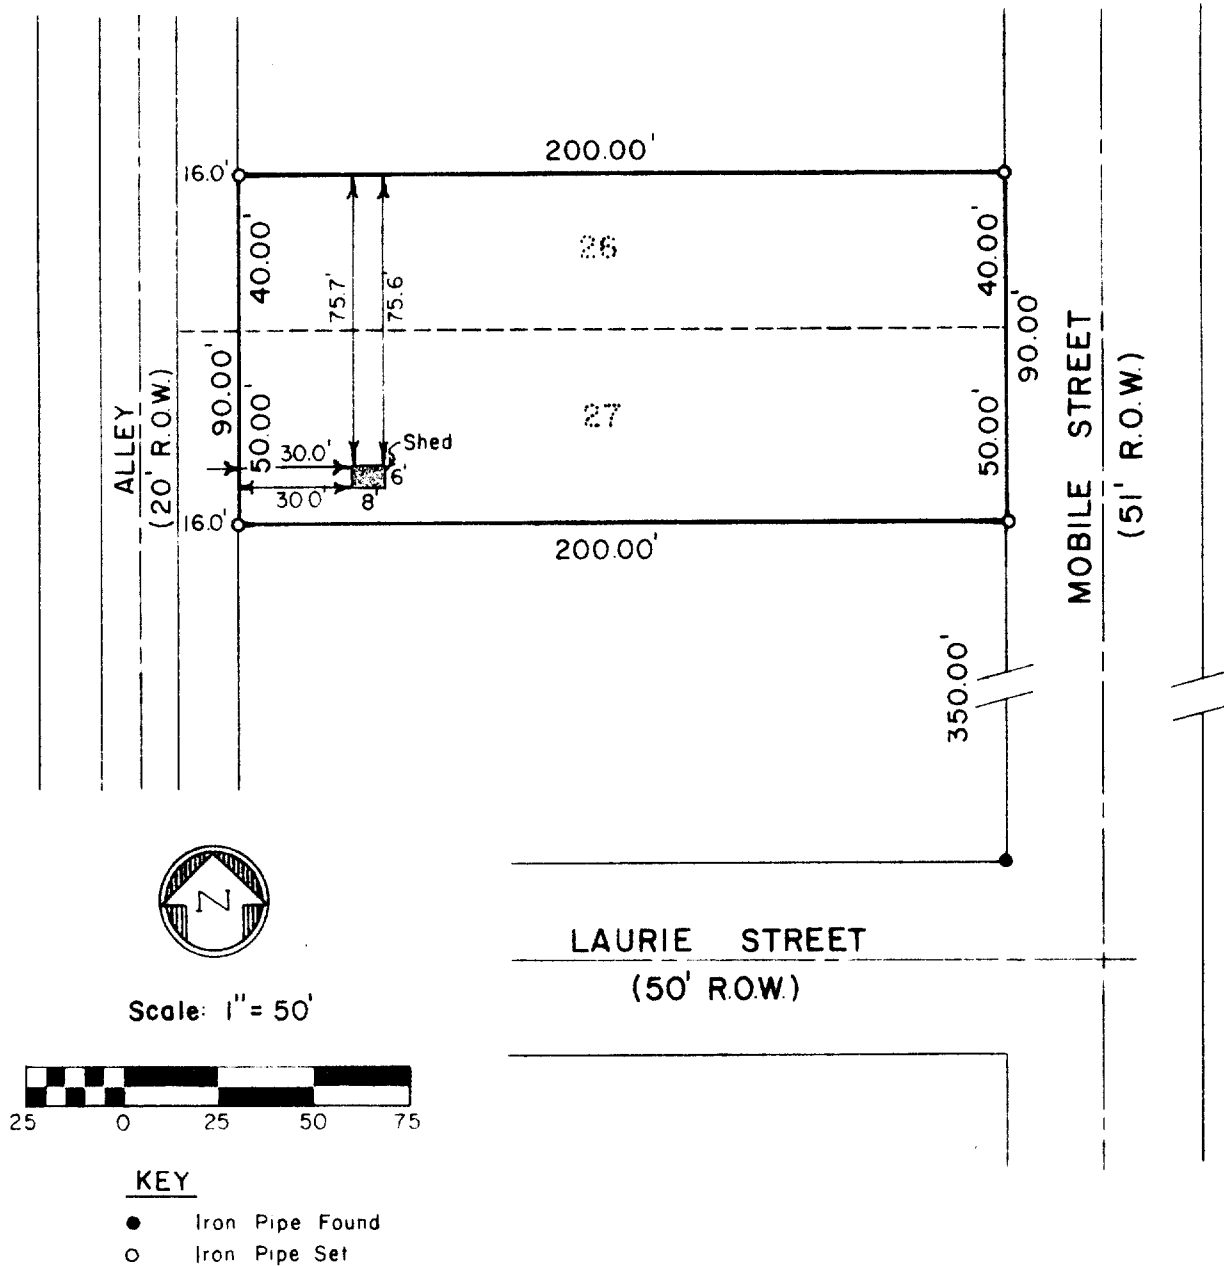 200.00'
16.0'
40.00'
26
40.00'
75.7'
75.6'
90.00'
90.00'
27
50.00'
50.00'
30.0'
Shed
6'
30.0'
8'
16.0'
200.00'
ALLEY
(20' R.O.W.)
MOBILE STREET
(51' R.O.W.)
350.00'
N
LAURIE STREET
(50' R.O.W.)
Scale: 1" = 50'
25 0 25 50 75
KEY
Iron Pipe Found
Iron Pipe Set